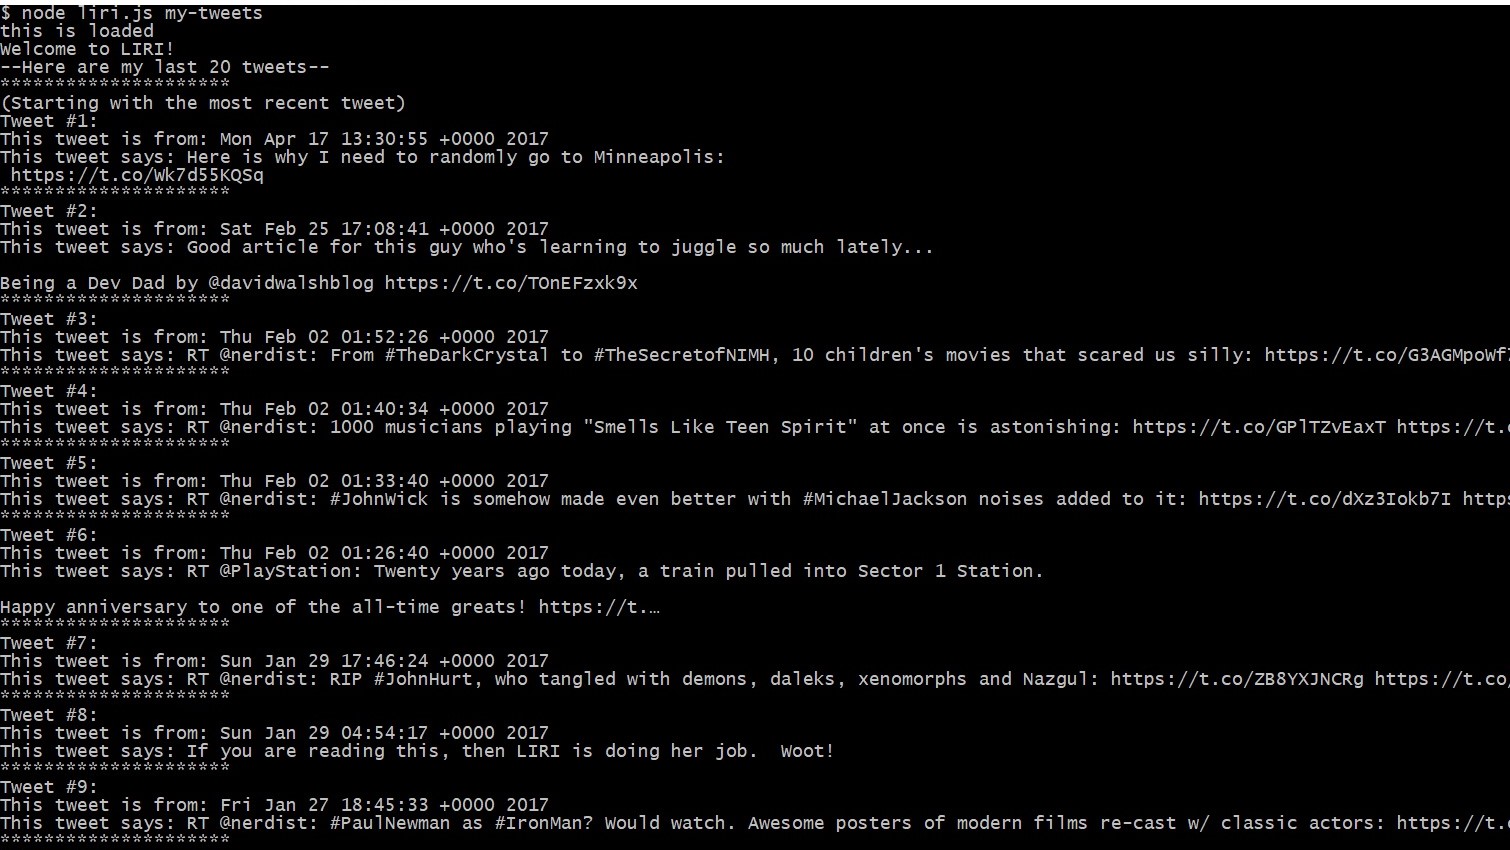 $ node liri.js my-tweets
this is loaded
Welcome to LIRI!
--Here are my last 20 tweets--
*********************
(Starting with the most recent tweet)
Tweet #1:
This tweet is from: Mon Apr 17 13:30:55 +0000 2017
This tweet says: Here is why I need to randomly go to Minneapolis:
 https://t.co/Wk7d55KQSq
*********************
Tweet #2:
This tweet is from: Sat Feb 25 17:08:41 +0000 2017
This tweet says: Good article for this guy who's learning to juggle so much lately...

Being a Dev Dad by @davidwalshblog https://t.co/TOnEFzxk9x
*********************
Tweet #3:
This tweet is from: Thu Feb 02 01:52:26 +0000 2017
This tweet says: RT @nerdist: From #TheDarkCrystal to #TheSecretofNIMH, 10 children's movies that scared us silly: https://t.co/G3AGMpoWf
*********************
Tweet #4:
This tweet is from: Thu Feb 02 01:40:34 +0000 2017
This tweet says: RT @nerdist: 1000 musicians playing "Smells Like Teen Spirit" at once is astonishing: https://t.co/GPlTZvEaxT https://t.
*********************
Tweet #5:
This tweet is from: Thu Feb 02 01:33:40 +0000 2017
This tweet says: RT @nerdist: #JohnWick is somehow made even better with #MichaelJackson noises added to it: https://t.co/dXz3Iokb7I https
*********************
Tweet #6:
This tweet is from: Thu Feb 02 01:26:40 +0000 2017
This tweet says: RT @PlayStation: Twenty years ago today, a train pulled into Sector 1 Station.

Happy anniversary to one of the all-time greats! https://t.…
*********************
Tweet #7:
This tweet is from: Sun Jan 29 17:46:24 +0000 2017
This tweet says: RT @nerdist: RIP #JohnHurt, who tangled with demons, daleks, xenomorphs and Nazgul: https://t.co/ZB8YXJNCRg https://t.co/
*********************
Tweet #8:
This tweet is from: Sun Jan 29 04:54:17 +0000 2017
This tweet says: If you are reading this, then LIRI is doing her job.  Woot!
*********************
Tweet #9:
This tweet is from: Fri Jan 27 18:45:33 +0000 2017
This tweet says: RT @nerdist: #PaulNewman as #IronMan? Would watch. Awesome posters of modern films re-cast w/ classic actors: https://t.
*********************